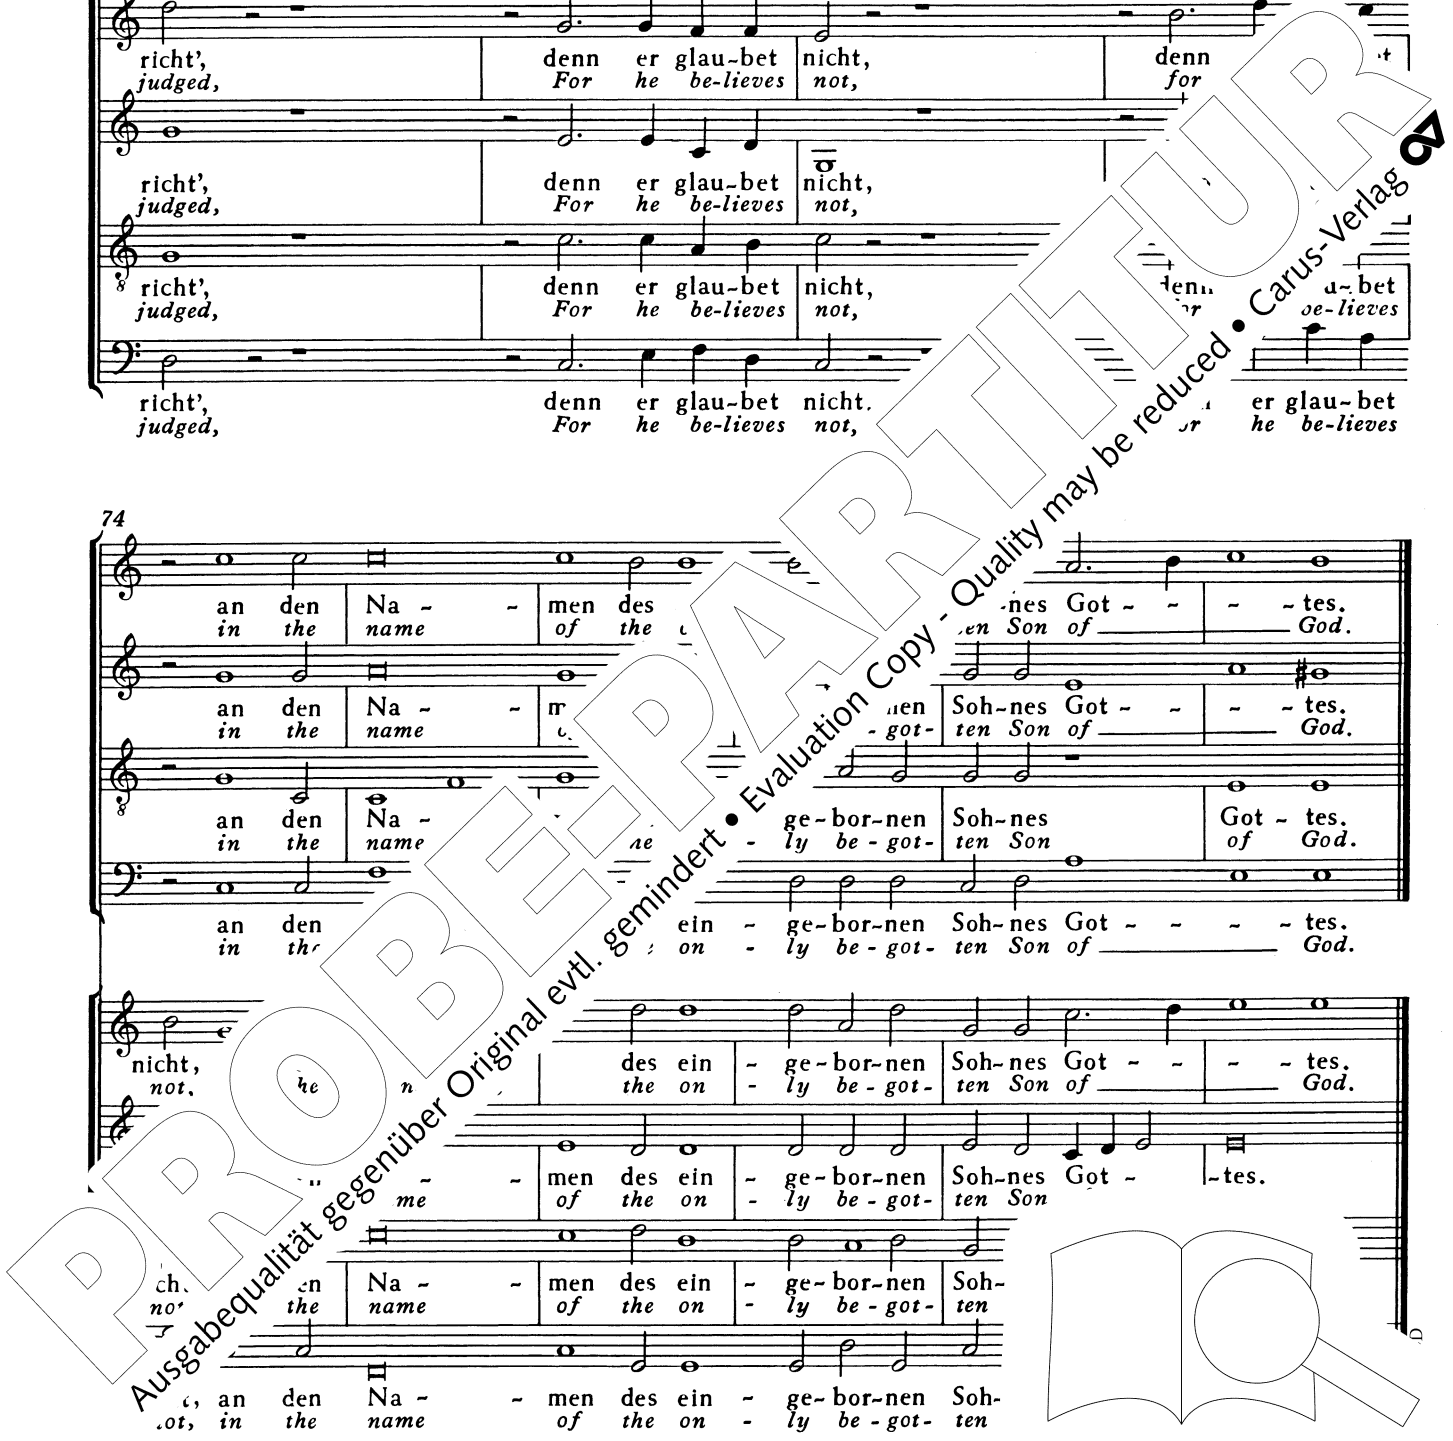 richt’, denn er glau-bet nicht, denn
judged, For he be-lieves not, for
richt’, denn er glau-bet nicht,
judged, For he be-lieves not,
richt’, denn er glau-bet nicht, bet
judged, For he be-lieves not, be-lieves
richt’, denn er glau-bet nicht. er glau-bet
judged, For he be-lieves not, he be-lieves
74
an den Na - - men des -nes Got - - - - tes.
in the name of the Son of God.
an den Na - - Soh-nes Got - - - - tes.
in the name - got- ten Son of God.
an den Na - ge-bor-nen Soh-nes Got - tes.
in the name - ly be - got- ten Son of God.
an den ein - ge-bor-nen Soh-nes Got - - - - tes.
in on - ly be - got- ten Son of God.
nicht, des ein - ge-bor-nen Soh-nes Got - - - - tes.
not. the on - ly be - got- ten Son of God.
- - men des ein - ge-bor-nen Soh-nes Got - -tes.
of the on - ly be - got- ten Son
Na - - men des ein - ge-bor-nen Soh-
the name of the on - ly be - got- ten
an den Na - - men des ein - ge-bor-nen Soh-
in the name of the on - ly be - got- ten
PROBE-PARTITUR
Ausgabequalität gegenüber Original evtl. gemindert • Evaluation Copy - Quality may be reduced • Carus-Verlag